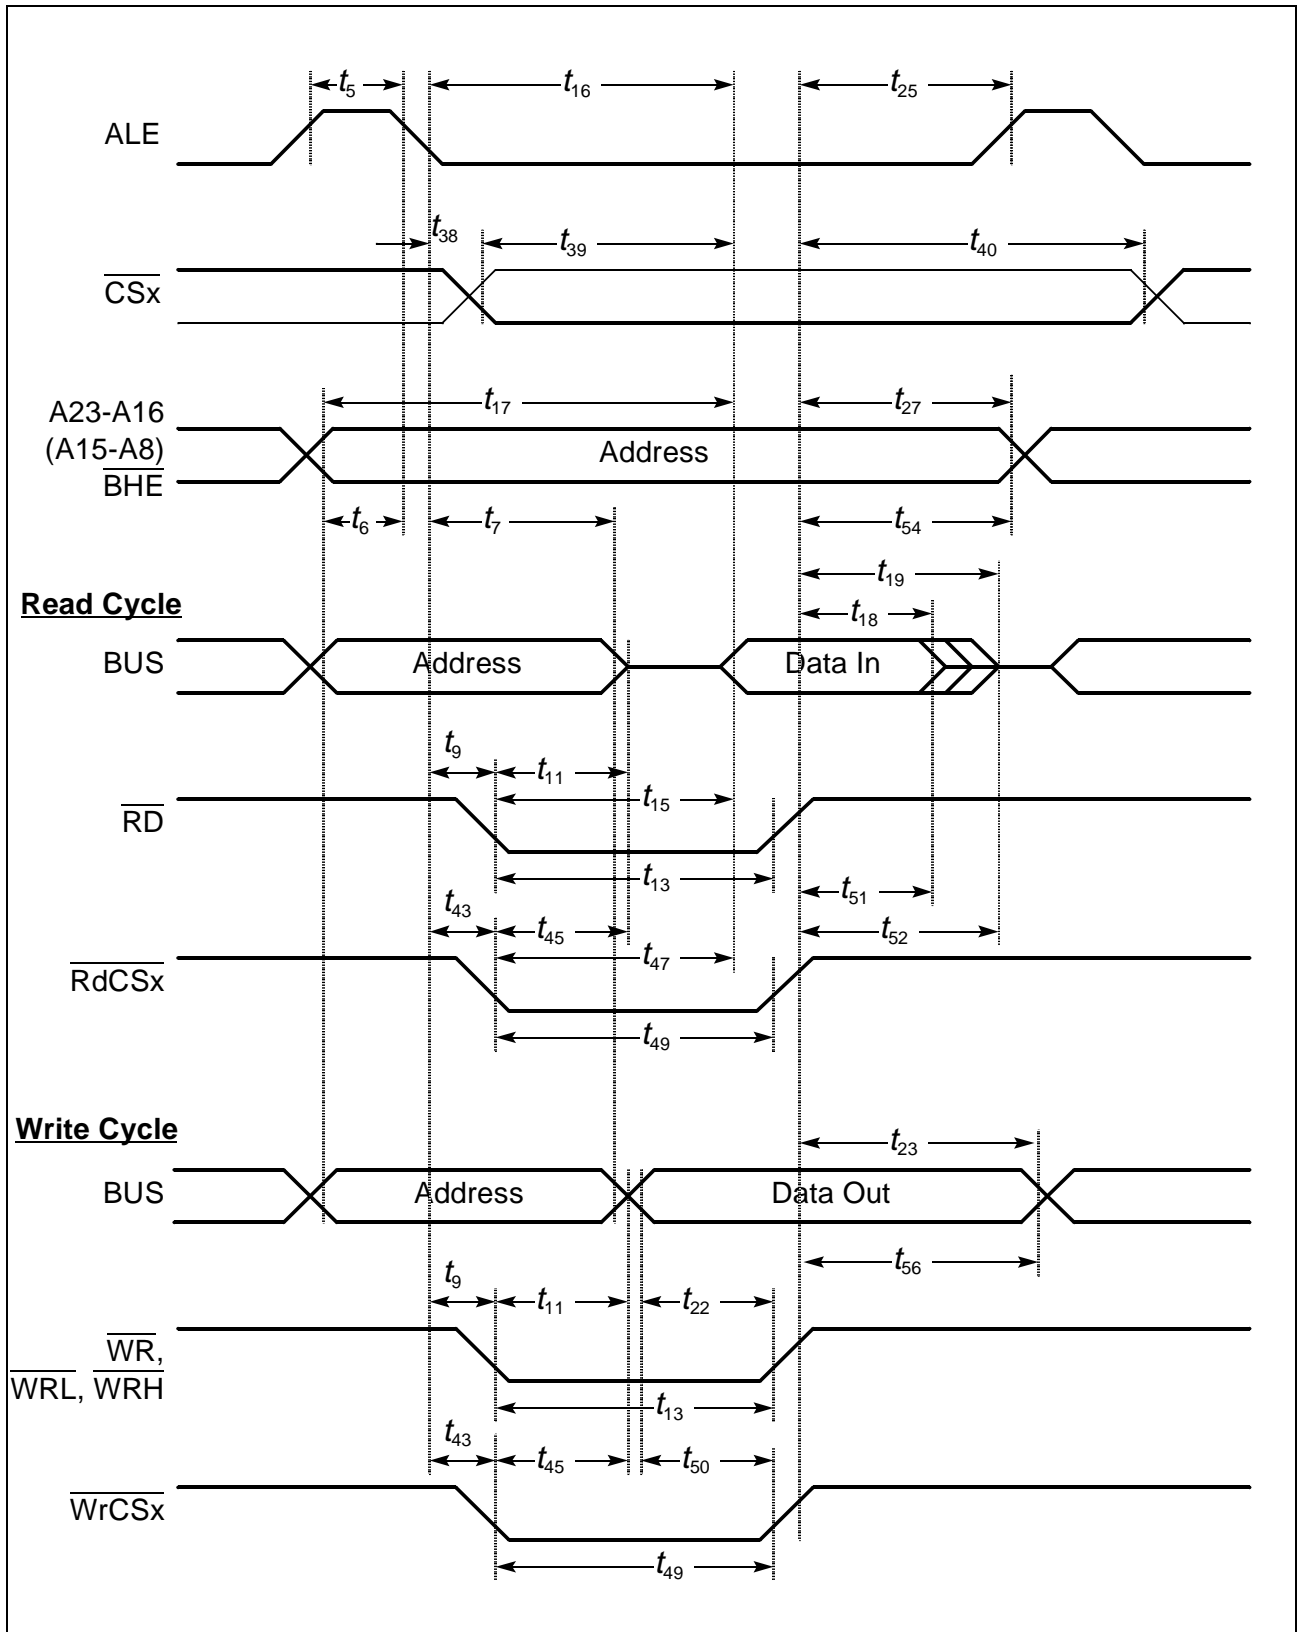 t5 t16 t25
ALE
t38 t39 t40
CSx
t17 t27
A23-A16
(A15-A8)
BHE
Address
t6 t7 t54
t19
Read Cycle
t18
BUS Address Data In
t9 t11
t15
RD
t13 t51
t43 t45 t52
t47
RdCSx
t49
Write Cycle
t23
BUS Address Data Out
t56
t9 t11 t22
WR,
WRL, WRH
t13
t43 t45 t50
WrCSx
t49